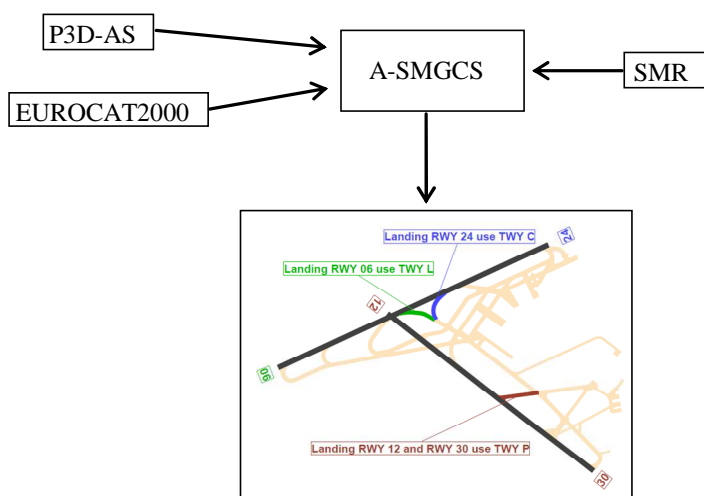 P3D-AS
A-SMGCS
SMR
EUROCAT2000
Landing RWY 24 use TWY C
24
Landing RWY 06 use TWY L
12
06
Landing RWY 12 and RWY 30 use TWY P
30